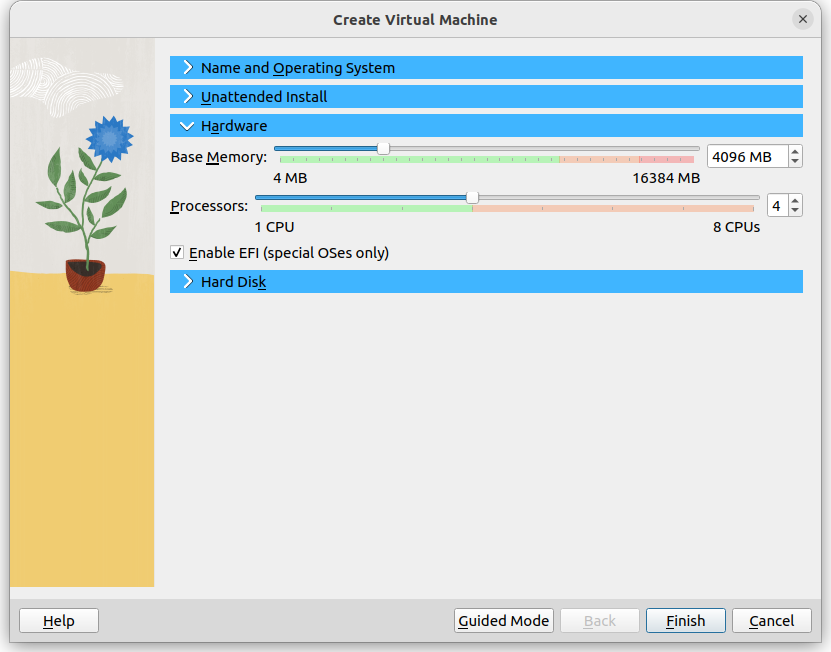 Create Virtual Machine
Name and Operating System
Unattended Install
Hardware
Base Memory: 4096 MB
4 MB 16384 MB
Processors: 4
1 CPU 8 CPUs
Enable EFI (special OSes only)
Hard Disk
Help Guided Mode Back Finish Cancel